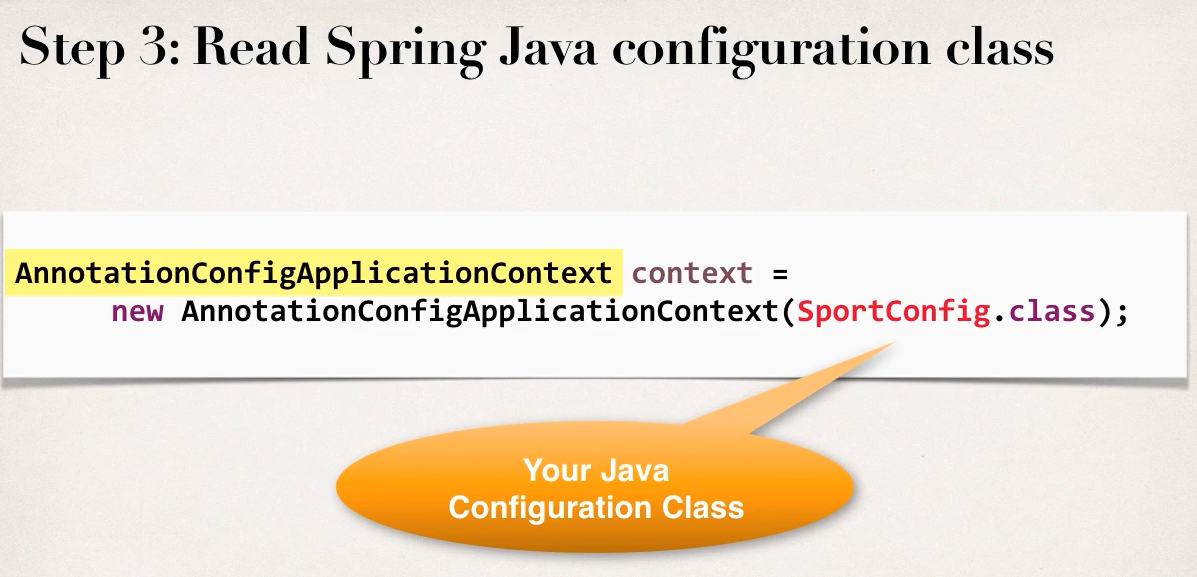 Step 3: Read Spring Java configuration class
AnnotationConfigApplicationContext context =
new AnnotationConfigApplicationContext(SportConfig.class);
Your Java
Configuration Class